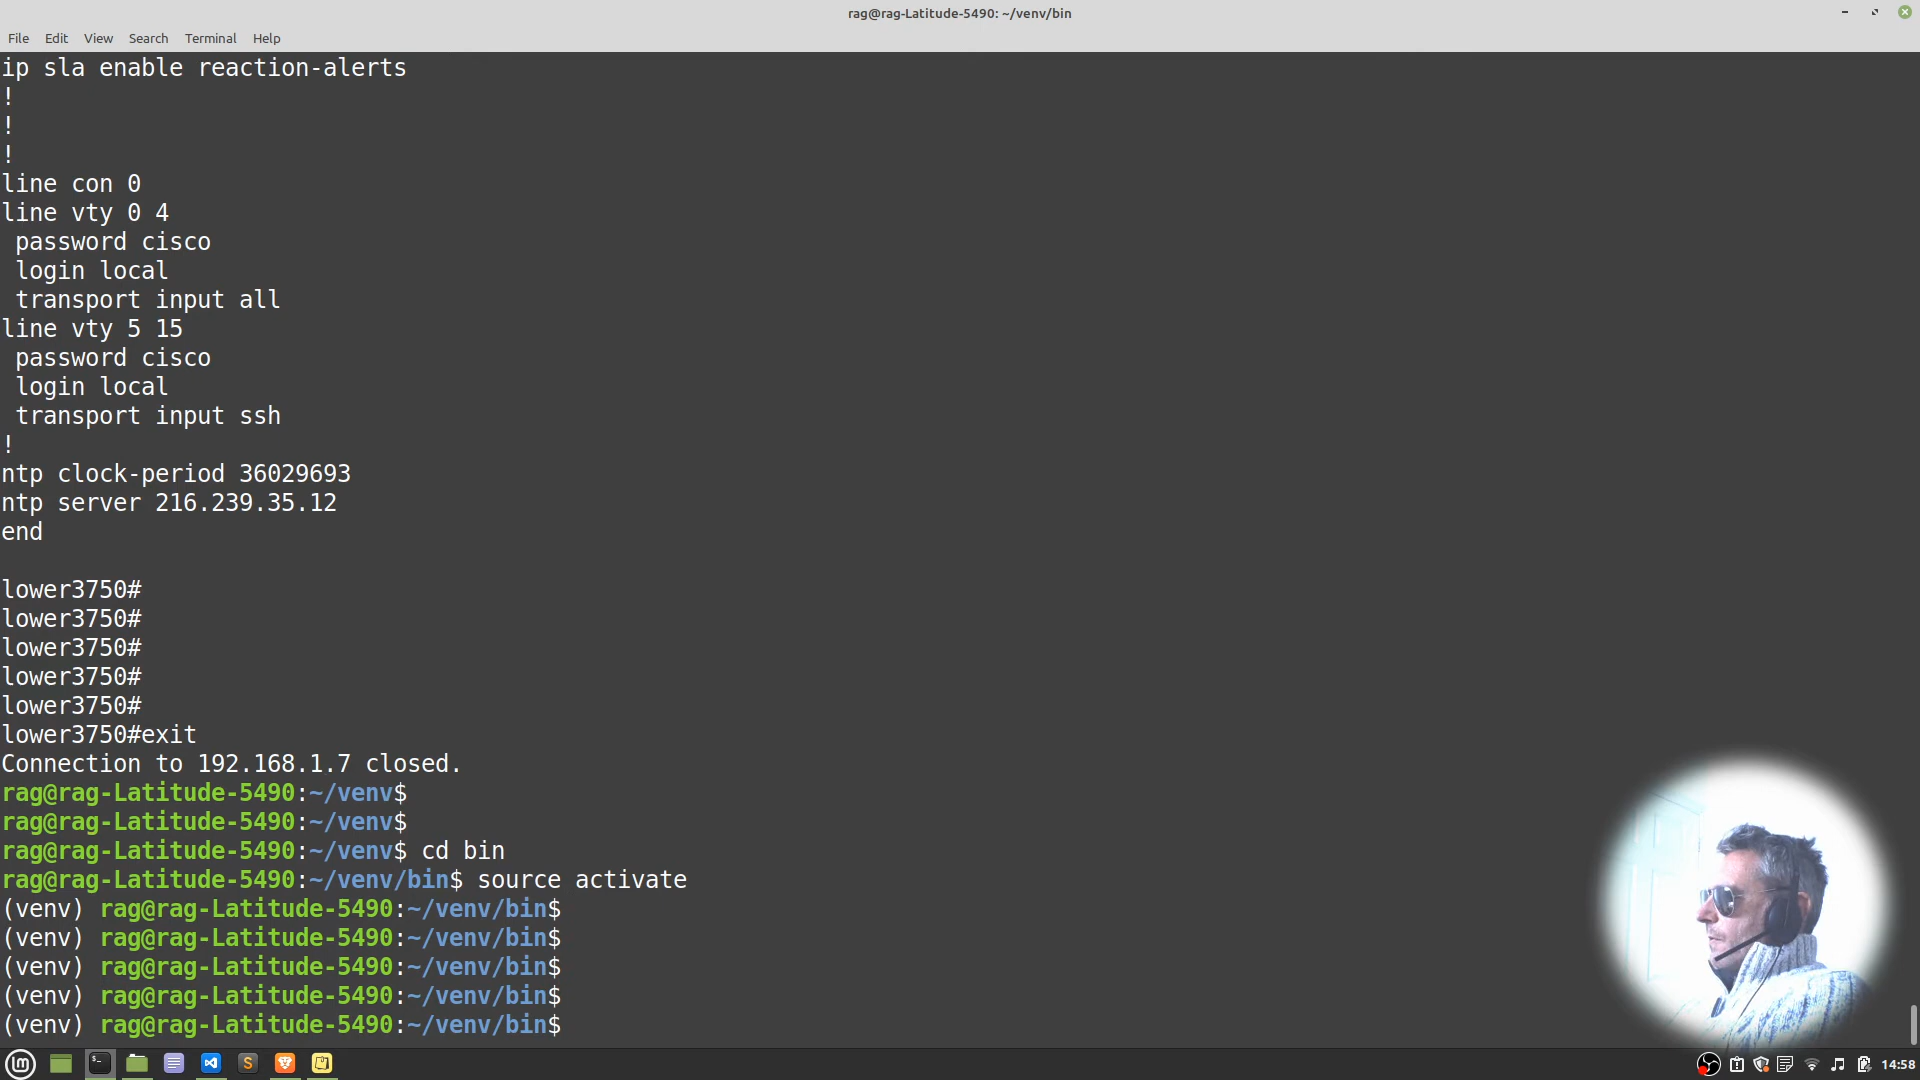 rag@rag-Latitude-5490: ~/venv/bin
File Edit View Search Terminal Help
ip sla enable reaction-alerts
!
!
!
line con 0
line vty 0 4
 password cisco
 login local
 transport input all
line vty 5 15
 password cisco
 login local
 transport input ssh
!
ntp clock-period 36029693
ntp server 216.239.35.12
end
lower3750#
lower3750#
lower3750#
lower3750#
lower3750#
lower3750#exit
Connection to 192.168.1.7 closed.
rag@rag-Latitude-5490:~/venv$
rag@rag-Latitude-5490:~/venv$
rag@rag-Latitude-5490:~/venv$ cd bin
rag@rag-Latitude-5490:~/venv/bin$ source activate
(venv) rag@rag-Latitude-5490:~/venv/bin$
(venv) rag@rag-Latitude-5490:~/venv/bin$
(venv) rag@rag-Latitude-5490:~/venv/bin$
(venv) rag@rag-Latitude-5490:~/venv/bin$
(venv) rag@rag-Latitude-5490:~/venv/bin$
14:58